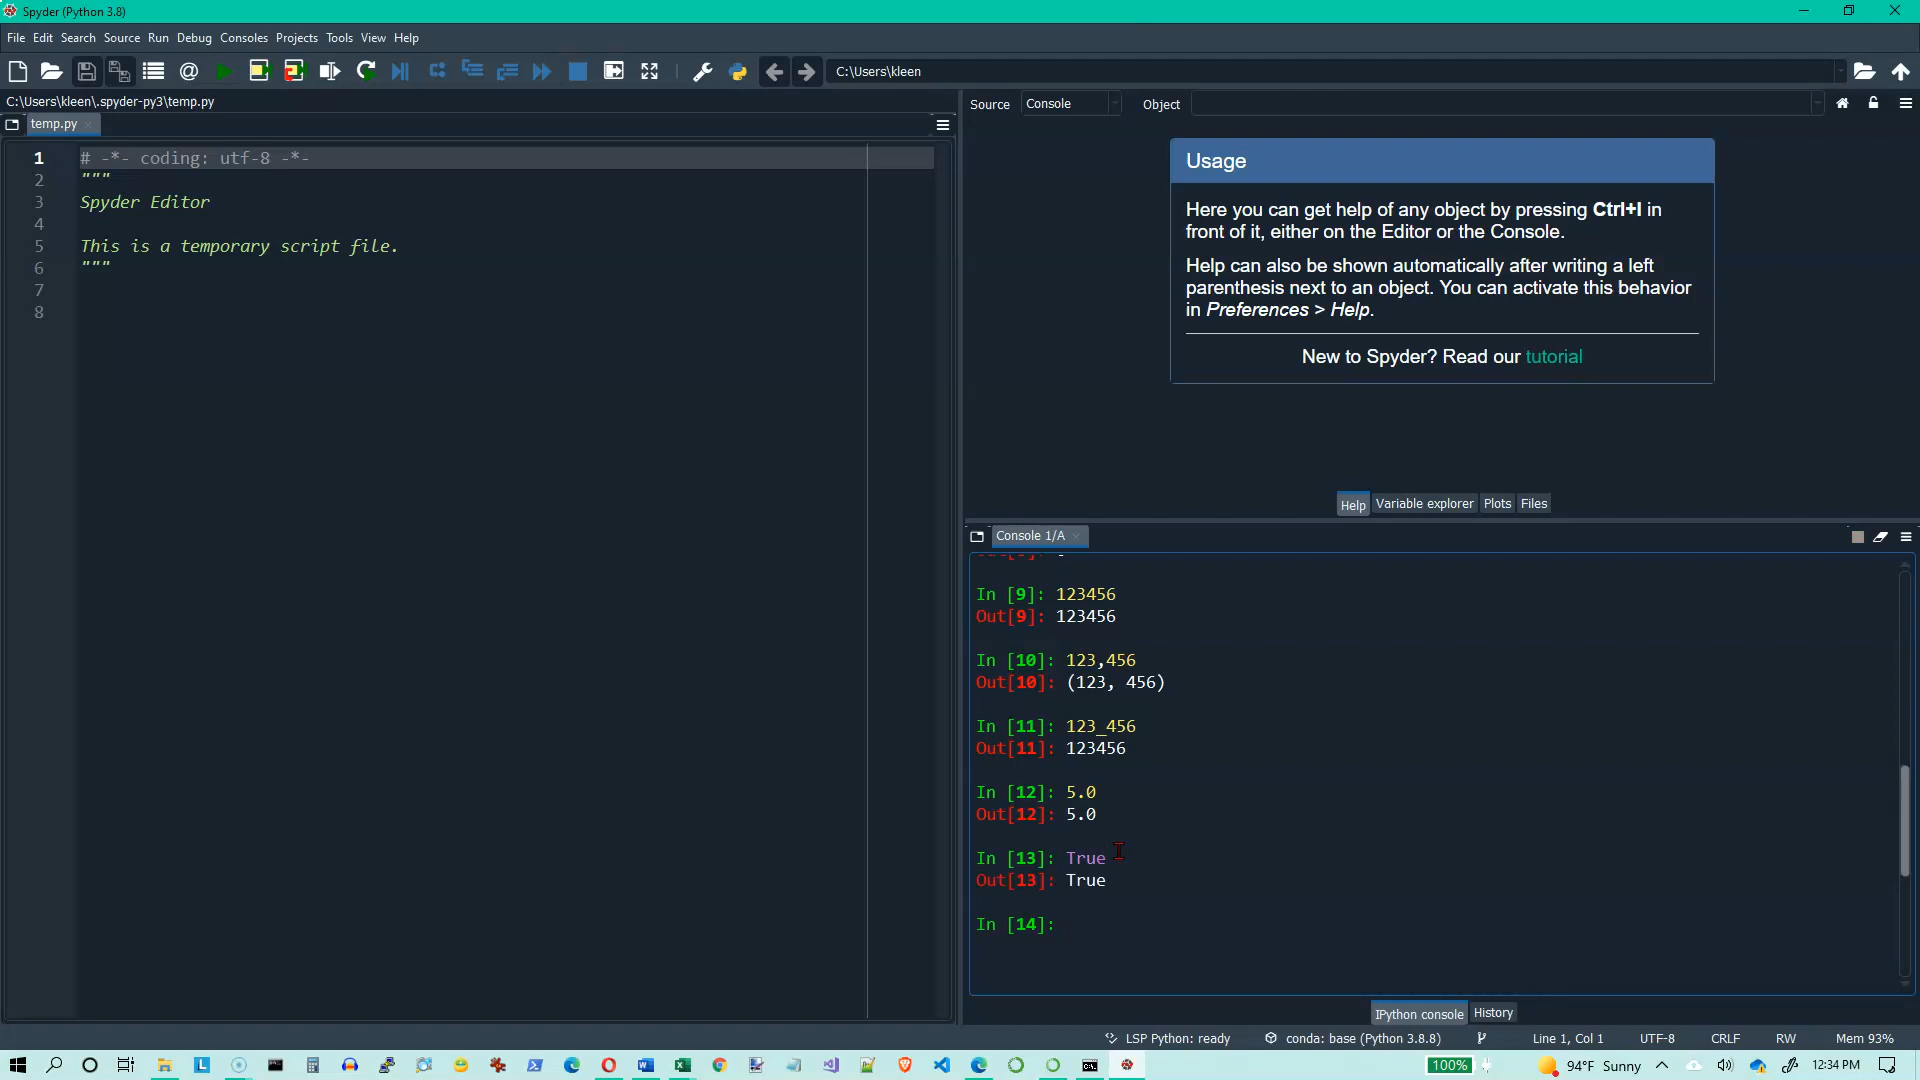 Spyder (Python 3.8)
File Edit Search Source Run Debug Consoles Projects Tools View Help
C:\Users\kleen
C:\Users\kleen\.spyder-py3\temp.py
temp.py
1 # -*- coding: utf-8 -*-
2 """
3 Spyder Editor
4
5 This is a temporary script file.
6 """
7
8
Source Console Object
Usage
Here you can get help of any object by pressing Ctrl+I in
front of it, either on the Editor or the Console.
Help can also be shown automatically after writing a left
parenthesis next to an object. You can activate this behavior
in Preferences > Help.
New to Spyder? Read our tutorial
Help Variable explorer Plots Files
Console 1/A
In [9]: 123456
Out[9]: 123456
In [10]: 123,456
Out[10]: (123, 456)
In [11]: 123_456
Out[11]: 123456
In [12]: 5.0
Out[12]: 5.0
In [13]: True
Out[13]: True
In [14]:
IPython console History
LSP Python: ready conda: base (Python 3.8.8) Line 1, Col 1 UTF-8 CRLF RW Mem 93%
100% 94°F Sunny 12:34 PM